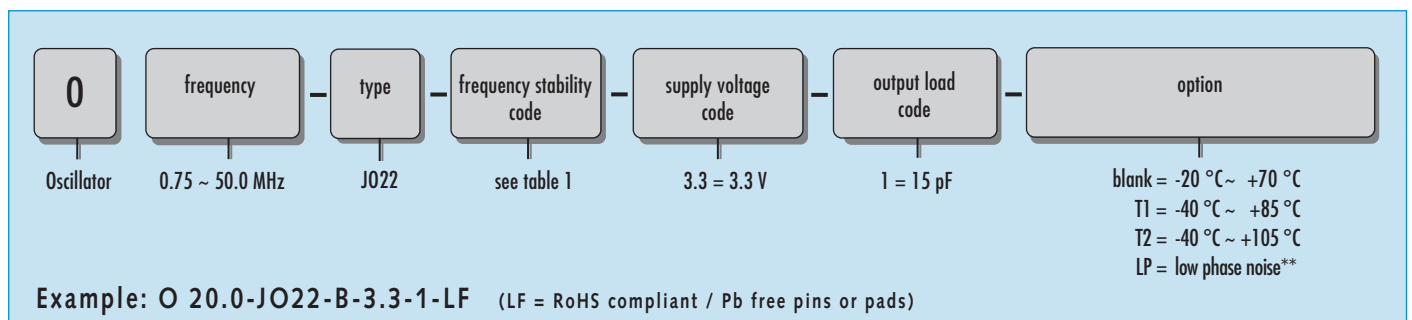 O frequency – type – frequency stability code – supply voltage code – output load code – option
Oscillator 0.75 ~ 50.0 MHz JO22 see table 1 3.3 = 3.3 V 1 = 15 pF blank = -20 °C ~ +70 °C
T1 = -40 °C ~ +85 °C
T2 = -40 °C ~ +105 °C
LP = low phase noise**
Example: O 20.0-JO22-B-3.3-1-LF (LF = RoHS compliant / Pb free pins or pads)